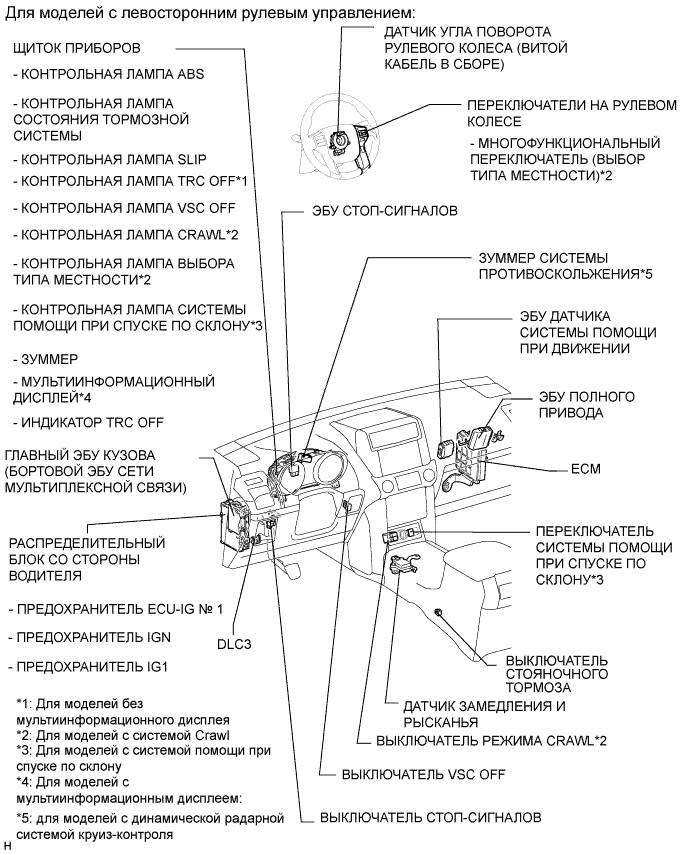 Для моделей с левосторонним рулевым управлением:
ЩИТОК ПРИБОРОВ
- КОНТРОЛЬНАЯ ЛАМПА ABS
- КОНТРОЛЬНАЯ ЛАМПА
СОСТОЯНИЯ ТОРМОЗНОЙ
СИСТЕМЫ
- КОНТРОЛЬНАЯ ЛАМПА SLIP
- КОНТРОЛЬНАЯ ЛАМПА TRC OFF*1
- КОНТРОЛЬНАЯ ЛАМПА VSC OFF
- КОНТРОЛЬНАЯ ЛАМПА CRAWL*2
- КОНТРОЛЬНАЯ ЛАМПА ВЫБОРА
ТИПА МЕСТНОСТИ*2
- КОНТРОЛЬНАЯ ЛАМПА СИСТЕМЫ
ПОМОЩИ ПРИ СПУСКЕ ПО СКЛОНУ*3
- ЗУММЕР
- МУЛЬТИИНФОРМАЦИОННЫЙ
ДИСПЛЕЙ*4
- ИНДИКАТОР TRC OFF
ДАТЧИК УГЛА ПОВОРОТА
РУЛЕВОГО КОЛЕСА (ВИТОЙ
КАБЕЛЬ В СБОРЕ)
ПЕРЕКЛЮЧАТЕЛИ НА РУЛЕВОМ
КОЛЕСЕ
- МНОГОФУНКЦИОНАЛЬНЫЙ
ПЕРЕКЛЮЧАТЕЛЬ (ВЫБОР
ТИПА МЕСТНОСТИ)*2
ЭБУ СТОП-СИГНАЛОВ
ЗУММЕР СИСТЕМЫ
ПРОТИВОСКОЛЬЖЕНИЯ*5
ЭБУ ДАТЧИКА
СИСТЕМЫ ПОМОЩИ
ПРИ ДВИЖЕНИИ
ЭБУ ПОЛНОГО
ПРИВОДА
ECM
ГЛАВНЫЙ ЭБУ КУЗОВА
(БОРТОВОЙ ЭБУ СЕТИ
МУЛЬТИПЛЕКСНОЙ СВЯЗИ)
РАСПРЕДЕЛИТЕЛЬНЫЙ
БЛОК СО СТОРОНЫ
ВОДИТЕЛЯ
- ПРЕДОХРАНИТЕЛЬ ECU-IG № 1
- ПРЕДОХРАНИТЕЛЬ IGN
- ПРЕДОХРАНИТЕЛЬ IG1
DLC3
ПЕРЕКЛЮЧАТЕЛЬ
СИСТЕМЫ ПОМОЩИ
ПРИ СПУСКЕ ПО
СКЛОНУ*3
ВЫКЛЮЧАТЕЛЬ
СТОЯНОЧНОГО
ТОРМОЗА
ДАТЧИК ЗАМЕДЛЕНИЯ И
РЫСКАНЬЯ
ВЫКЛЮЧАТЕЛЬ РЕЖИМА CRAWL*2
ВЫКЛЮЧАТЕЛЬ VSC OFF
ВЫКЛЮЧАТЕЛЬ СТОП-СИГНАЛОВ
*1: Для моделей без
мультиинформационного дисплея
*2: Для моделей с системой Crawl
*3: Для моделей с системой помощи при
спуске по склону
*4: Для моделей с
мультиинформационным дисплеем:
*5: для моделей с динамической радарной
системой круиз-контроля
H